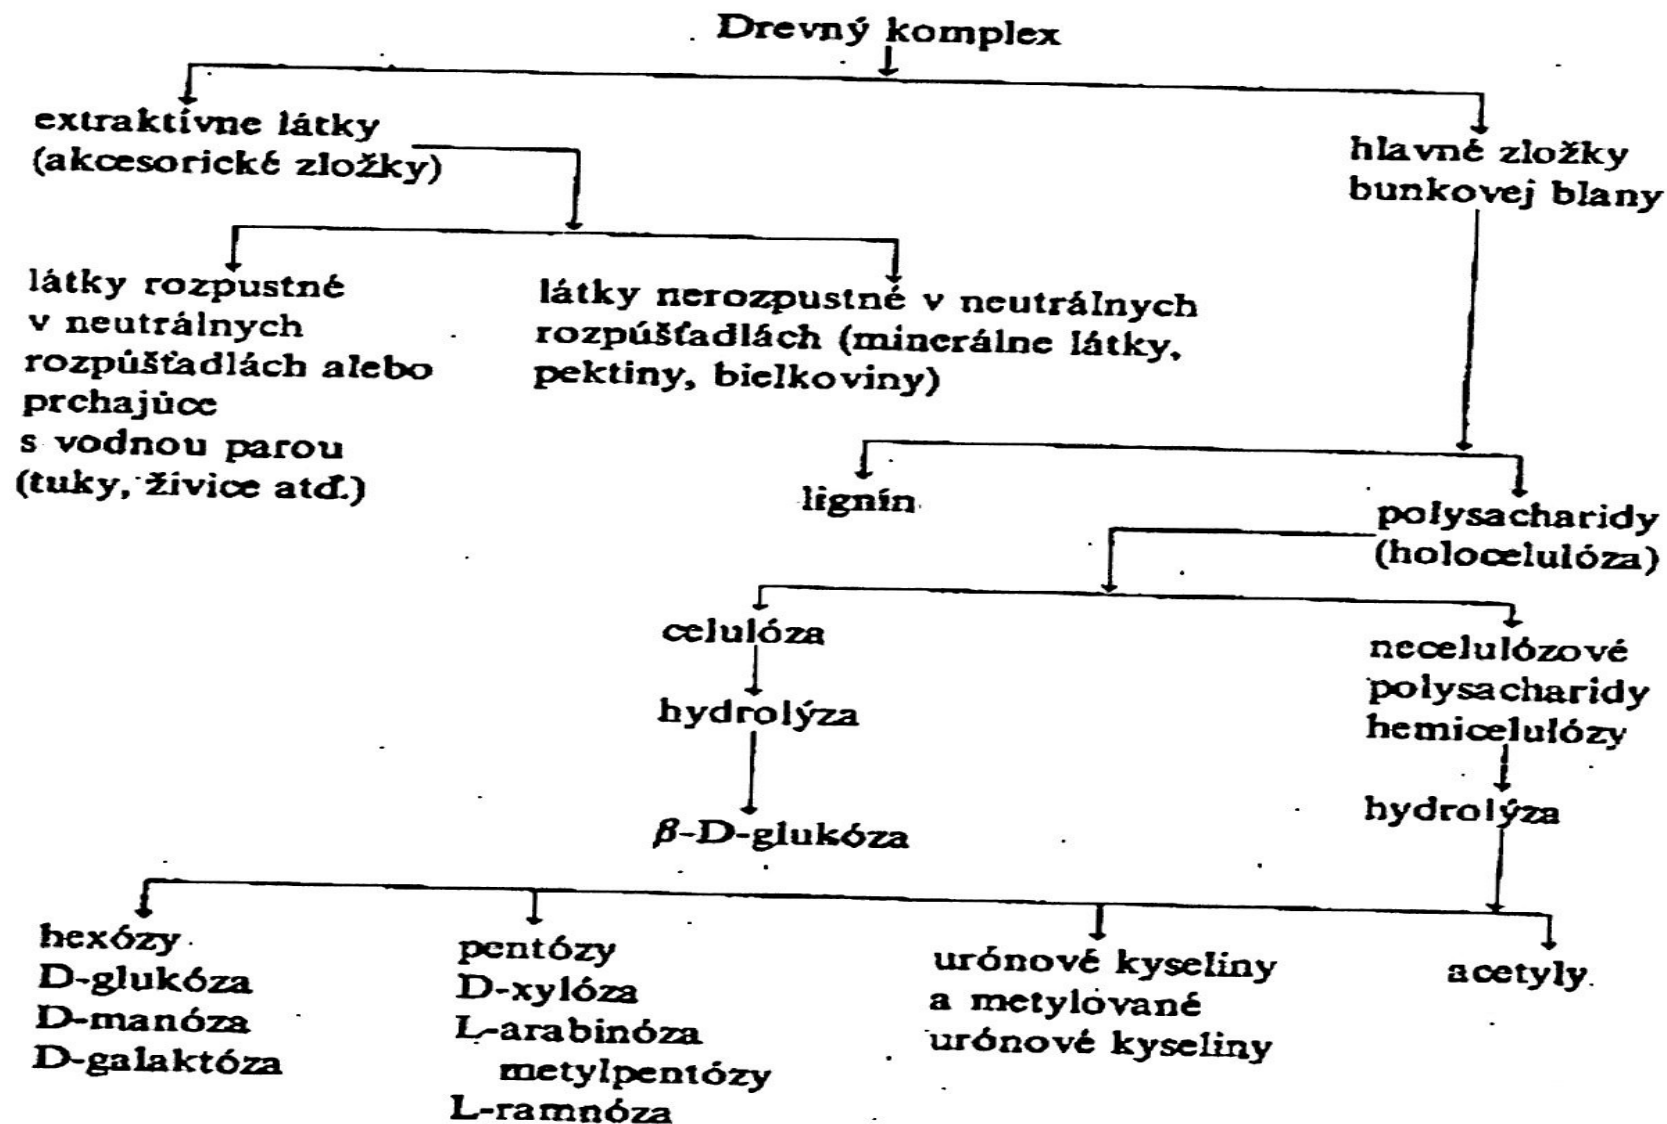 Drevný komplex
extraktívne látky
(akcesorické zložky)
hlavné zložky
bunkovej blany
látky rozpustné
v neutrálnych
rozpúšťadlách alebo
prchajúce
s vodnou parou
(tuky, živice atď.)
látky nerozpustné v neutrálnych
rozpúšťadlách (minerálne látky,
pektiny, bielkoviny)
lignín
polysacharidy
(holocelulóza)
celulóza
hydrolýza
β-D-glukóza
necelulózové
polysacharidy
hemicelulózy
hydrolýza
hexózy
D-glukóza
D-manóza
D-galaktóza
pentózy
D-xylóza
L-arabinóza
metylpentózy
L-ramnóza
urónové kyseliny
a metylované
urónové kyseliny
acetyly